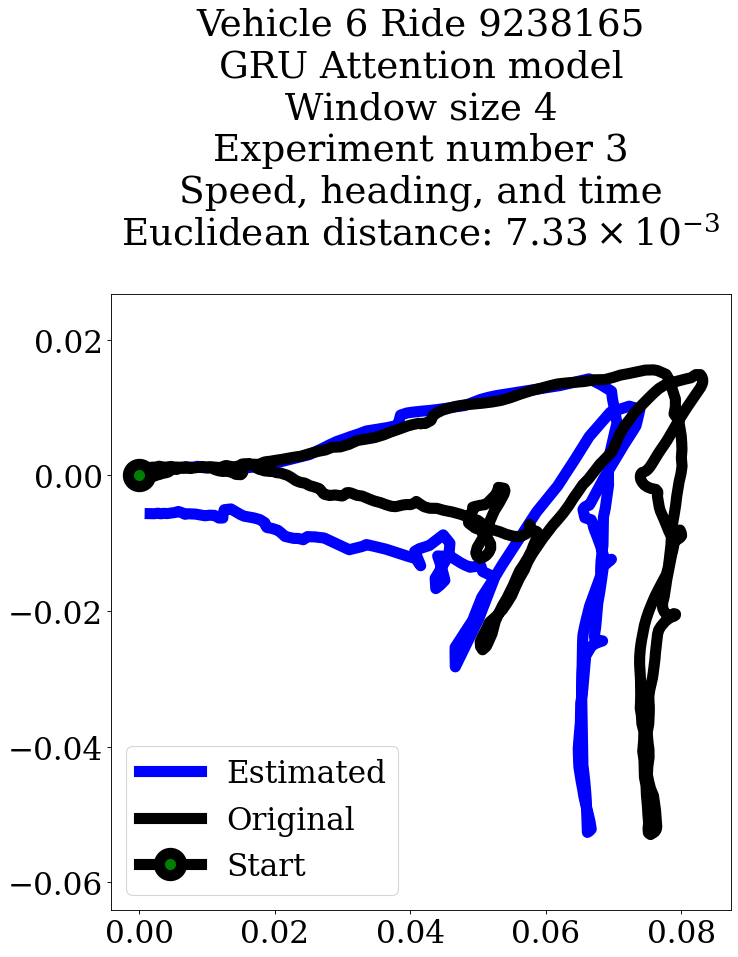 Vehicle 6 Ride 9238165
GRU Attention model
Window size 4
Experiment number 3
Speed, heading, and time
Euclidean distance: 7.33 × 10⁻³
0.02
0.00
−0.02
−0.04
−0.06
Estimated
Original
Start
0.00 0.02 0.04 0.06 0.08